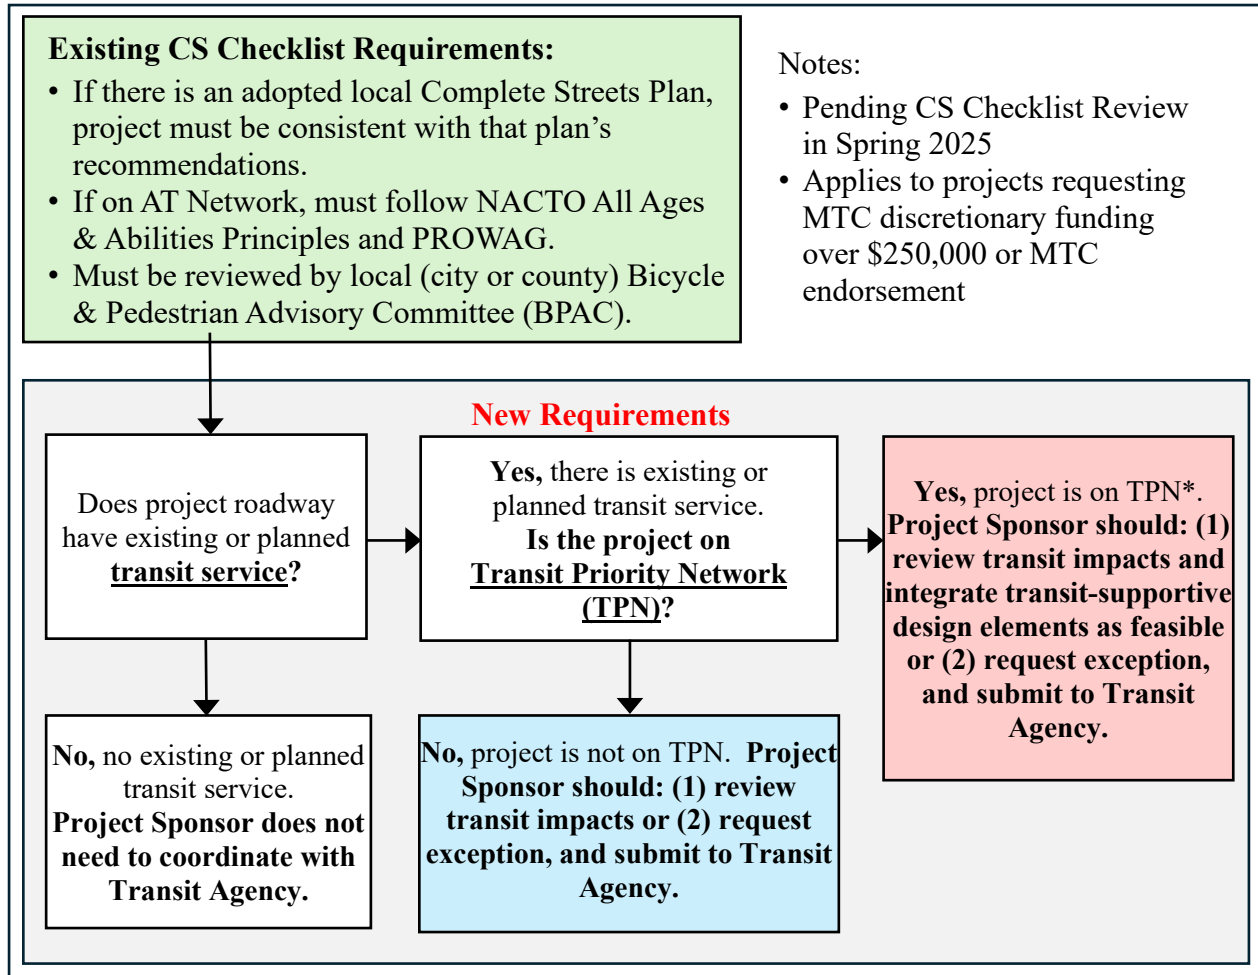 Existing CS Checklist Requirements:
• If there is an adopted local Complete Streets Plan,
project must be consistent with that plan's
recommendations.
• If on AT Network, must follow NACTO All Ages
& Abilities Principles and PROWAG.
• Must be reviewed by local (city or county) Bicycle
& Pedestrian Advisory Committee (BPAC).
Notes:
• Pending CS Checklist Review
in Spring 2025
• Applies to projects requesting
MTC discretionary funding
over $250,000 or MTC
endorsement
New Requirements
Does project roadway
have existing or planned
transit service?
Yes, there is existing or
planned transit service.
Is the project on
Transit Priority Network
(TPN)?
Yes, project is on TPN*.
Project Sponsor should: (1)
review transit impacts and
integrate transit-supportive
design elements as feasible
or (2) request exception,
and submit to Transit
Agency.
No, no existing or planned
transit service.
Project Sponsor does not
need to coordinate with
Transit Agency.
No, project is not on TPN. Project
Sponsor should: (1) review
transit impacts or (2) request
exception, and submit to Transit
Agency.